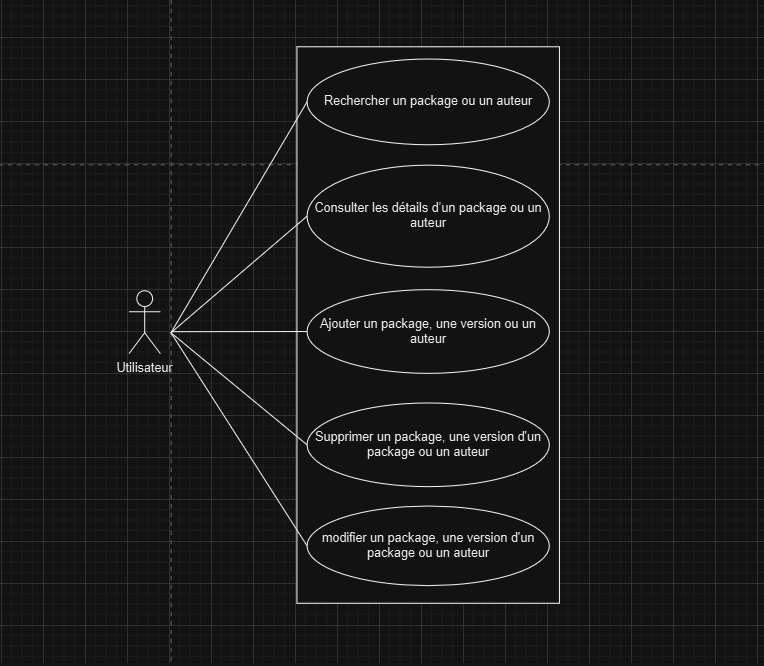 Rechercher un package ou un auteur
Consulter les détails d'un package ou un
auteur
Ajouter un package, une version ou un
auteur
Utilisateur
Supprimer un package, une version d'un
package ou un auteur
modifier un package, une version d'un
package ou un auteur